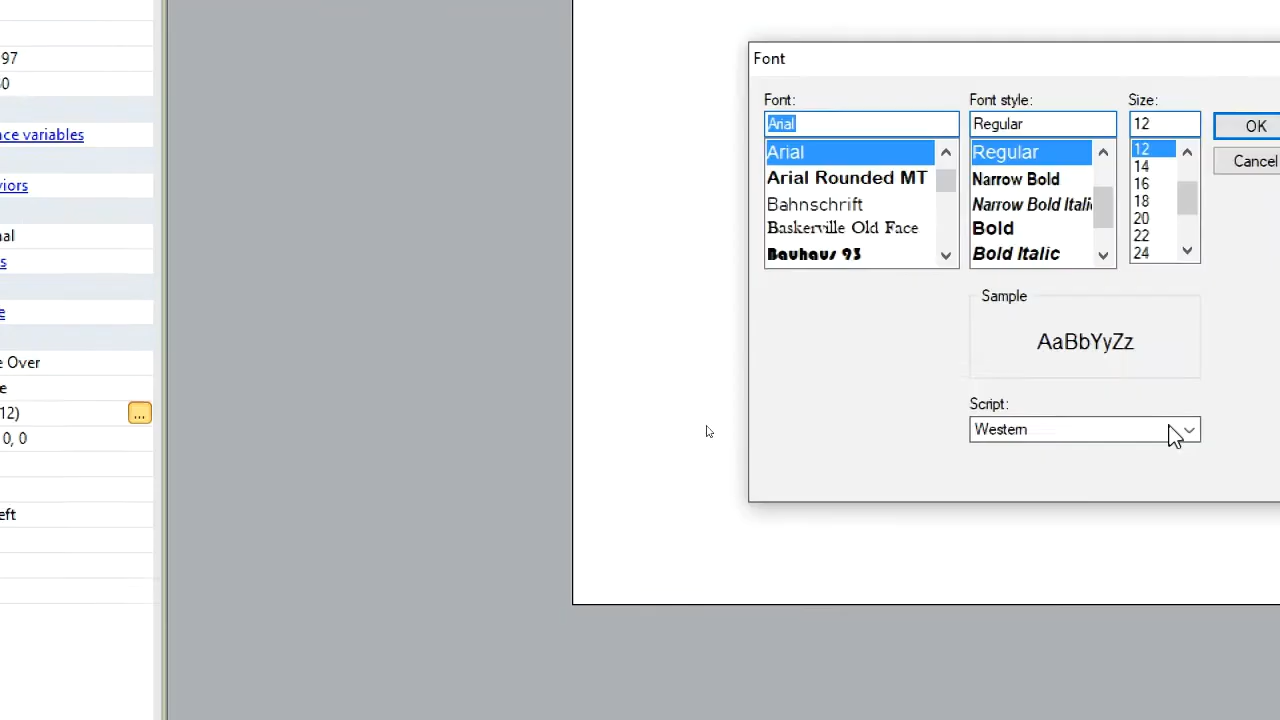 97
0
ce variables
iors
nal
s
e
e Over
e
12)
...
0, 0
eft
Font
Font:
Font style:
Size:
Arial
Regular
12
OK
Cancel
Arial
Arial Rounded MT
Bahnschrift
Baskerville Old Face
Bauhaus 93
Regular
Narrow Bold
Narrow Bold Itali
Bold
Bold Italic
12
14
16
18
20
22
24
Sample
AaBbYyZz
Script:
Western